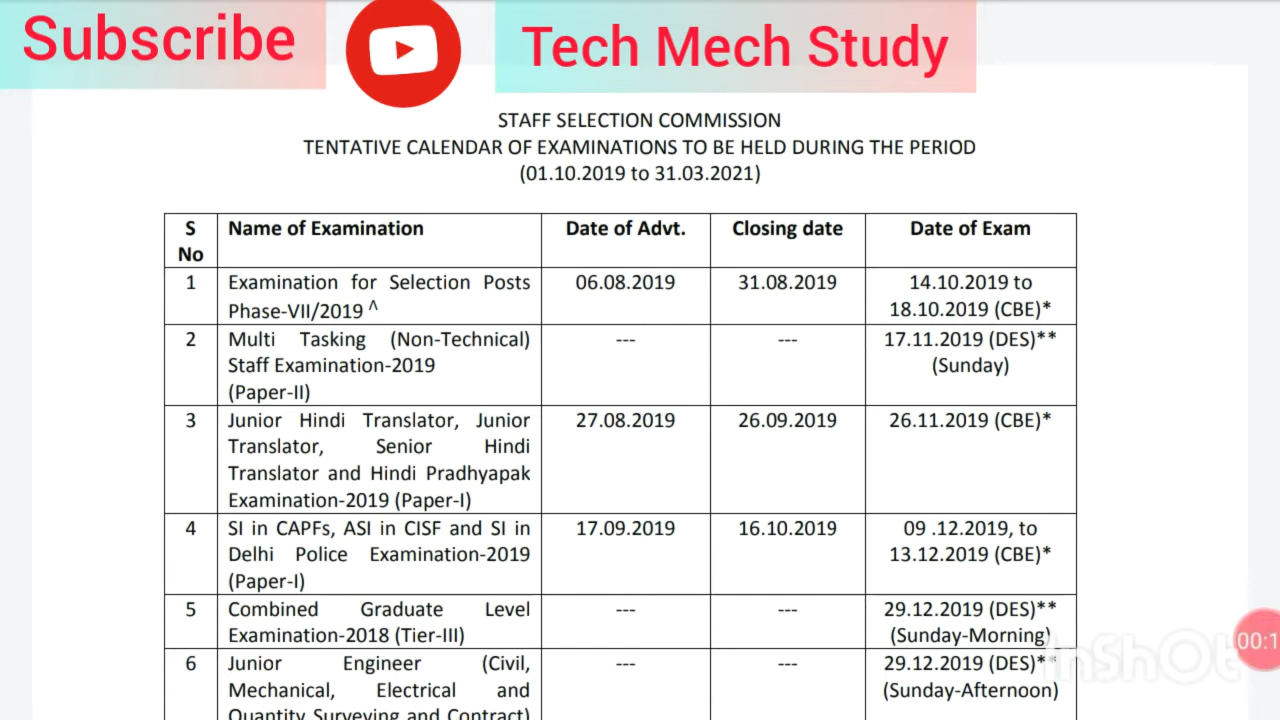 Subscribe
Tech Mech Study
STAFF SELECTION COMMISSION
TENTATIVE CALENDAR OF EXAMINATIONS TO BE HELD DURING THE PERIOD
(01.10.2019 to 31.03.2021)
S No Name of Examination Date of Advt. Closing date Date of Exam
1 Examination for Selection Posts 06.08.2019 31.08.2019 14.10.2019 to
Phase-VII/2019 ^ 18.10.2019 (CBE)*
2 Multi Tasking (Non-Technical) --- --- 17.11.2019 (DES)**
Staff Examination-2019 (Sunday)
(Paper-II)
3 Junior Hindi Translator, Junior 27.08.2019 26.09.2019 26.11.2019 (CBE)*
Translator, Senior Hindi
Translator and Hindi Pradhyapak
Examination-2019 (Paper-I)
4 SI in CAPFs, ASI in CISF and SI in 17.09.2019 16.10.2019 09 .12.2019, to
Delhi Police Examination-2019 13.12.2019 (CBE)*
(Paper-I)
5 Combined Graduate Level --- --- 29.12.2019 (DES)**
Examination-2018 (Tier-III) (Sunday-Morning)
6 Junior Engineer (Civil, --- --- 29.12.2019 (DES)**
Mechanical, Electrical and (Sunday-Afternoon)
Quantity Surveying and Contract)
InShOt
00:1